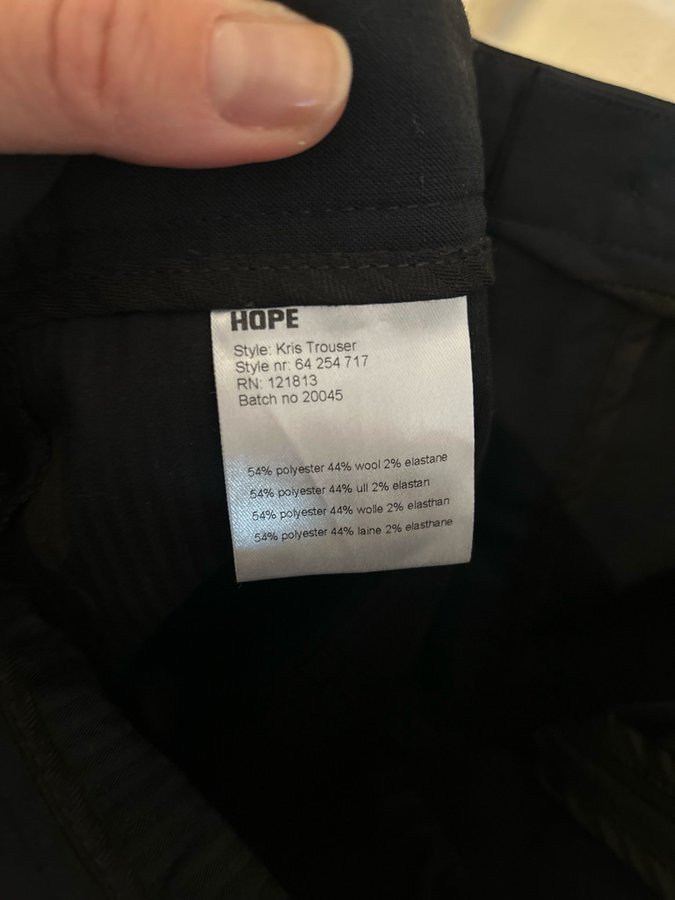 HOPE
Style: Kris Trouser
Style nr: 64 254 717
RN: 121813
Batch no 20045
54% polyester 44% wool 2% elastane
54% polyester 44% ull 2% elastan
54% polyester 44% wolle 2% elasthan
54% polyester 44% laine 2% elasthane